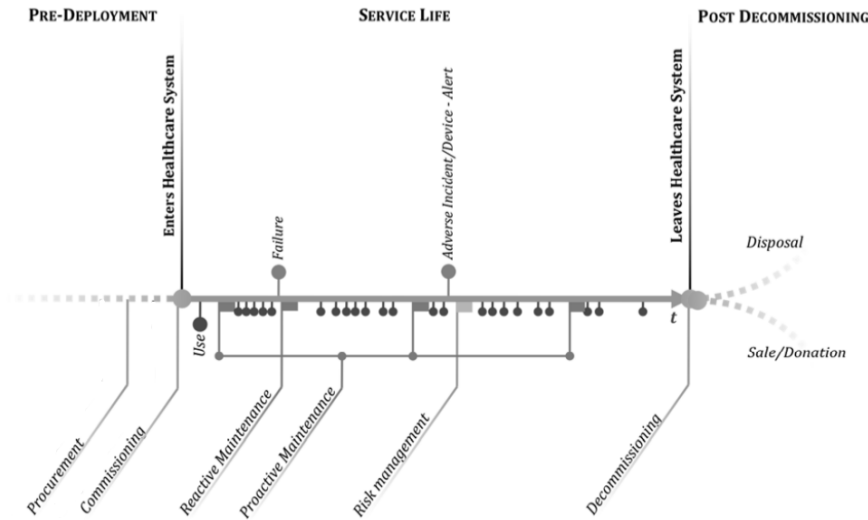 PRE-DEPLOYMENT
SERVICE LIFE
POST DECOMMISSIONING
Enters Healthcare System
Failure
Adverse Incident/Device - Alert
Leaves Healthcare System
Disposal
t
Use
Sale/Donation
Procurement
Commissioning
Reactive Maintenance
Proactive Maintenance
Risk management
Decommissioning